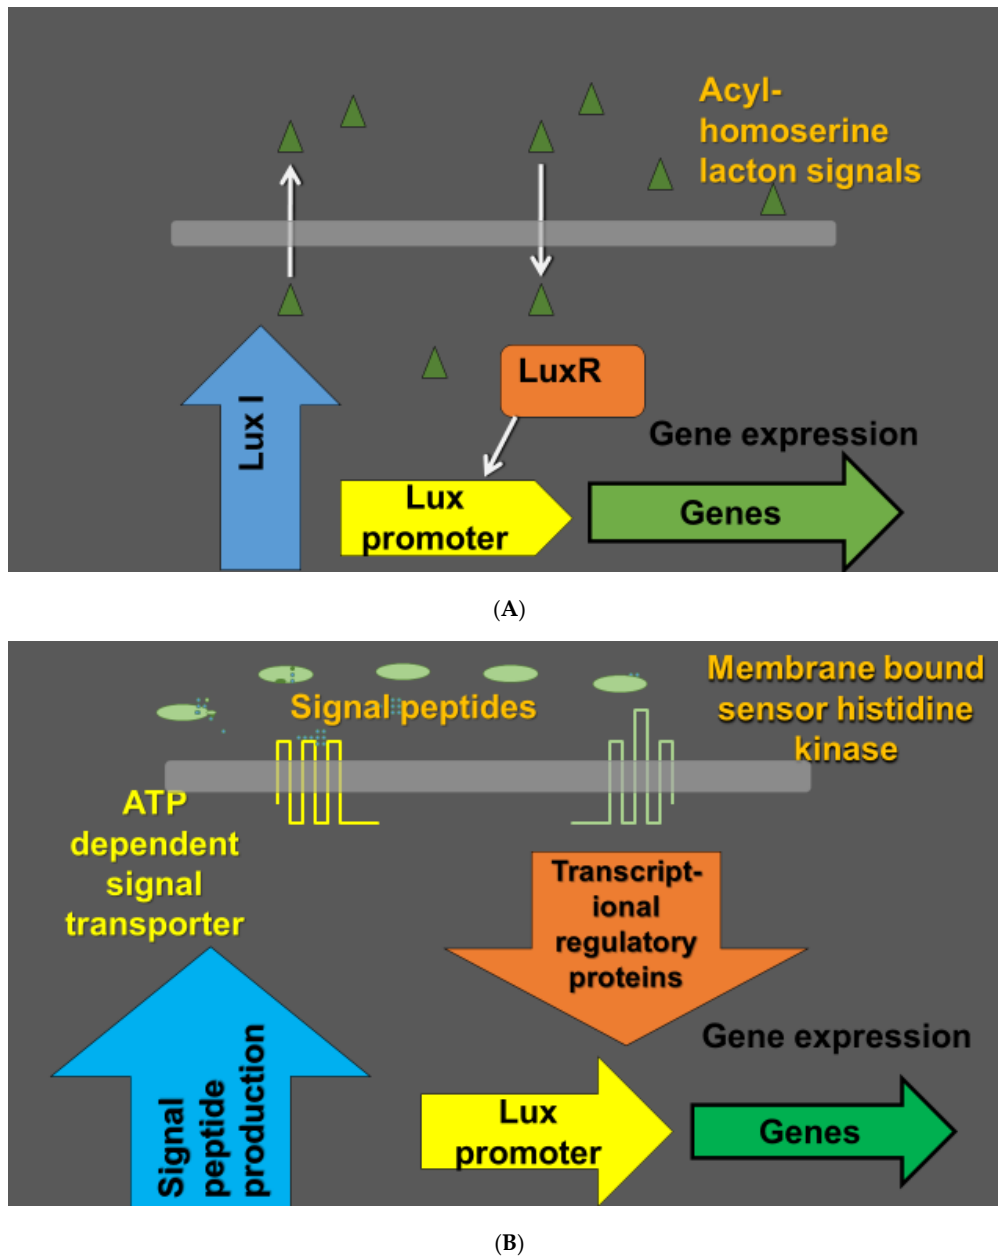 Acyl-
homoserine
lacton signals
Lux I
LuxR
Gene expression
Lux
promoter
Genes
(A)
Membrane bound
sensor histidine
kinase
Signal peptides
ATP
dependent
signal
transporter
Transcript-
ional
regulatory
proteins
Signal
peptide
production
Gene expression
Lux
promoter
Genes
(B)